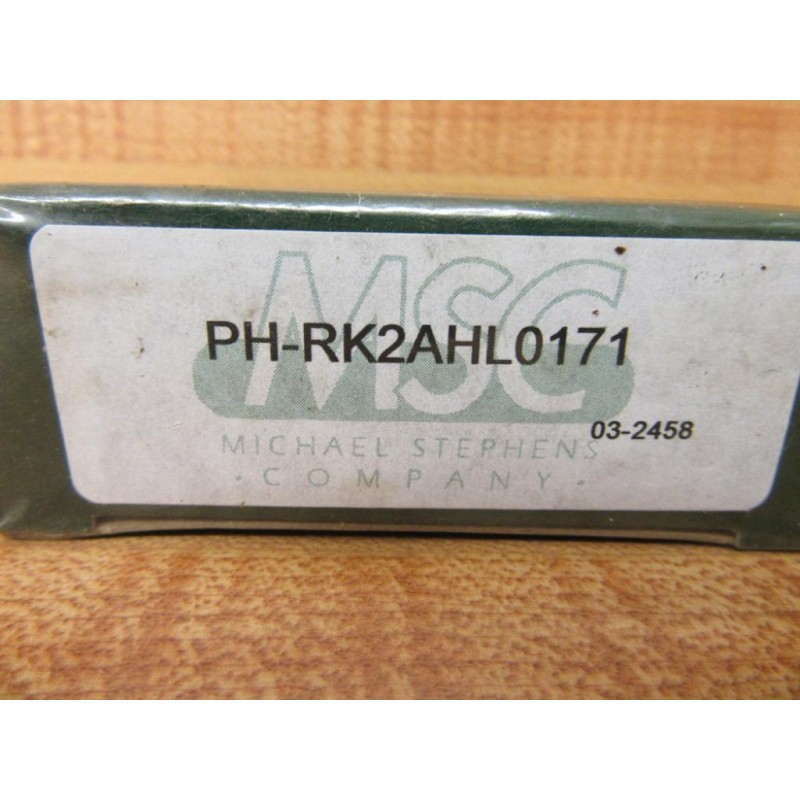 MSC
PH-RK2AHL0171
03-2458
MICHAEL STEPHENS
· COMPANY ·